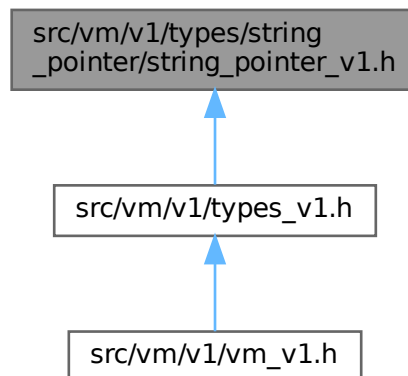 src/vm/v1/types/string
_pointer/string_pointer_v1.h
src/vm/v1/types_v1.h
src/vm/v1/vm_v1.h